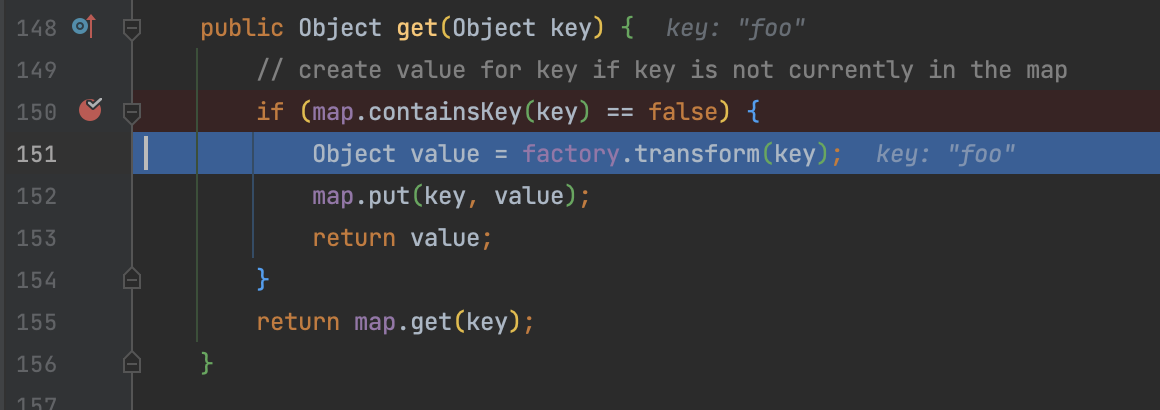 148 public Object get(Object key) { key: "foo"
149 // create value for key if key is not currently in the map
150 if (map.containsKey(key) == false) {
151 Object value = factory.transform(key); key: "foo"
152 map.put(key, value);
153 return value;
154 }
155 return map.get(key);
156 }
157